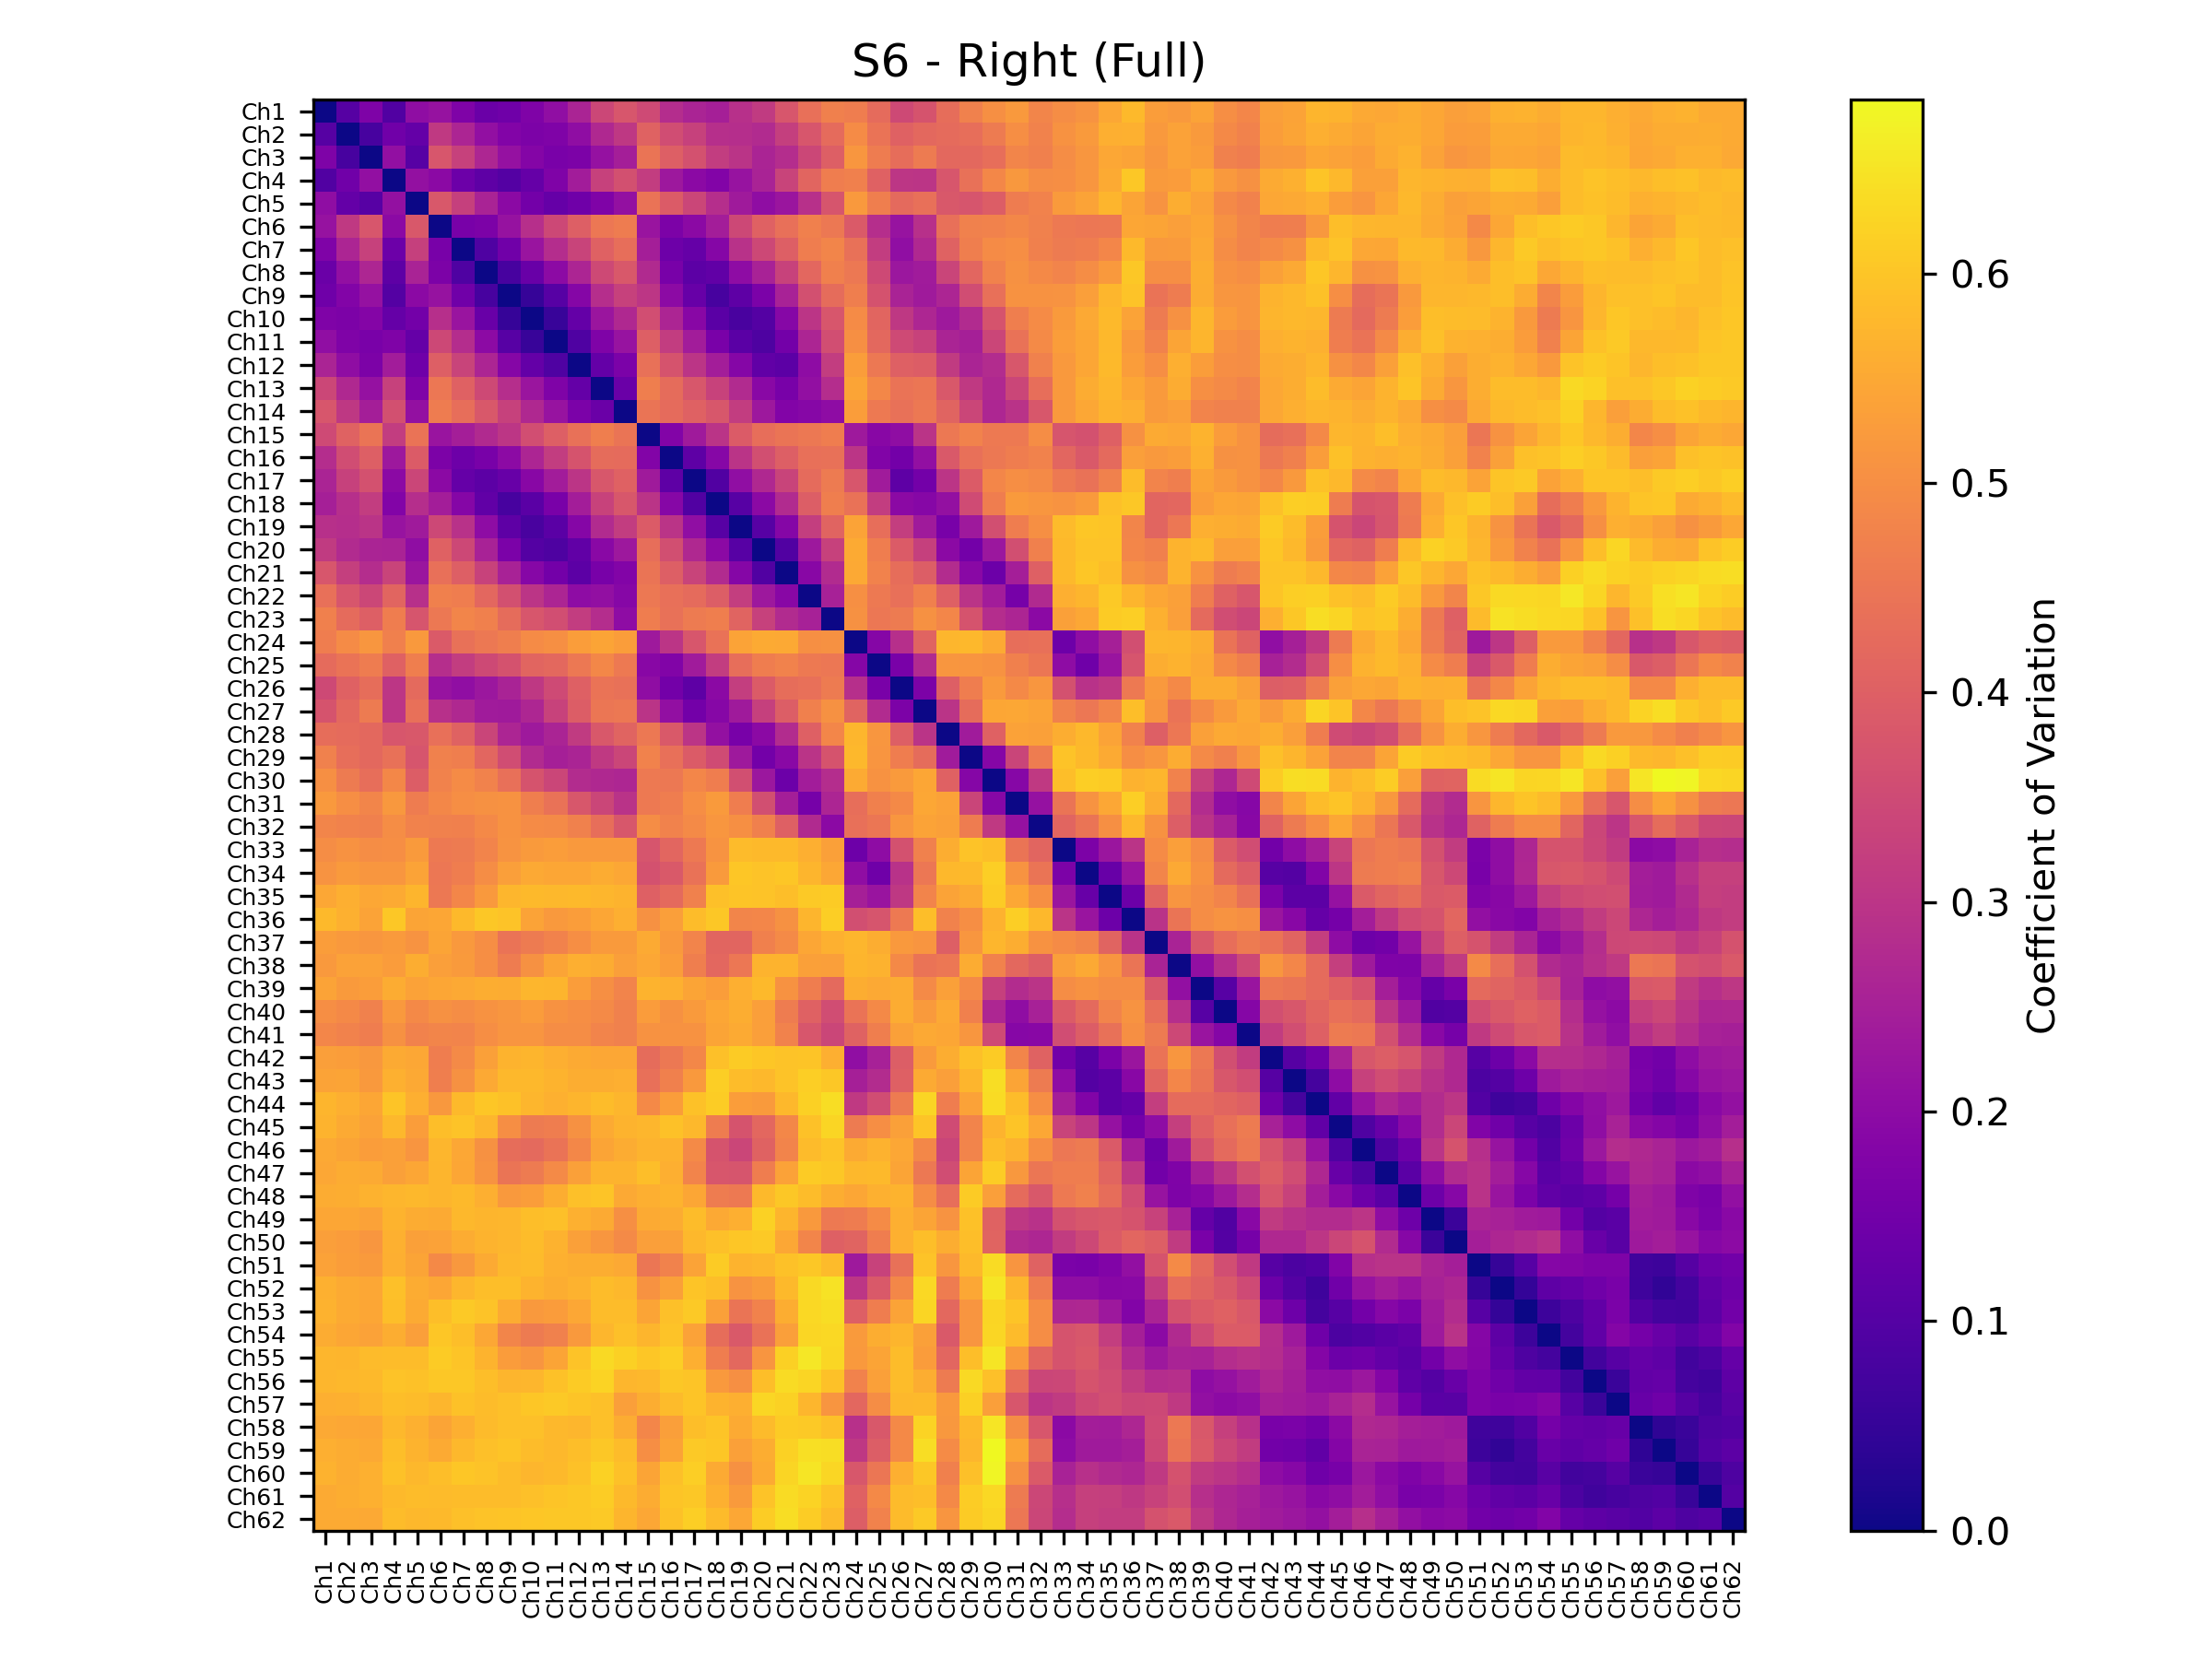 S6 - Right (Full)
Ch1
Ch2
Ch3
Ch4
Ch5
Ch6
Ch7
Ch8
Ch9
Ch10
Ch11
Ch12
Ch13
Ch14
Ch15
Ch16
Ch17
Ch18
Ch19
Ch20
Ch21
Ch22
Ch23
Ch24
Ch25
Ch26
Ch27
Ch28
Ch29
Ch30
Ch31
Ch32
Ch33
Ch34
Ch35
Ch36
Ch37
Ch38
Ch39
Ch40
Ch41
Ch42
Ch43
Ch44
Ch45
Ch46
Ch47
Ch48
Ch49
Ch50
Ch51
Ch52
Ch53
Ch54
Ch55
Ch56
Ch57
Ch58
Ch59
Ch60
Ch61
Ch62
Ch1
Ch2
Ch3
Ch4
Ch5
Ch6
Ch7
Ch8
Ch9
Ch10
Ch11
Ch12
Ch13
Ch14
Ch15
Ch16
Ch17
Ch18
Ch19
Ch20
Ch21
Ch22
Ch23
Ch24
Ch25
Ch26
Ch27
Ch28
Ch29
Ch30
Ch31
Ch32
Ch33
Ch34
Ch35
Ch36
Ch37
Ch38
Ch39
Ch40
Ch41
Ch42
Ch43
Ch44
Ch45
Ch46
Ch47
Ch48
Ch49
Ch50
Ch51
Ch52
Ch53
Ch54
Ch55
Ch56
Ch57
Ch58
Ch59
Ch60
Ch61
Ch62
0.6
0.5
0.4
0.3
0.2
0.1
0.0
Coefficient of Variation